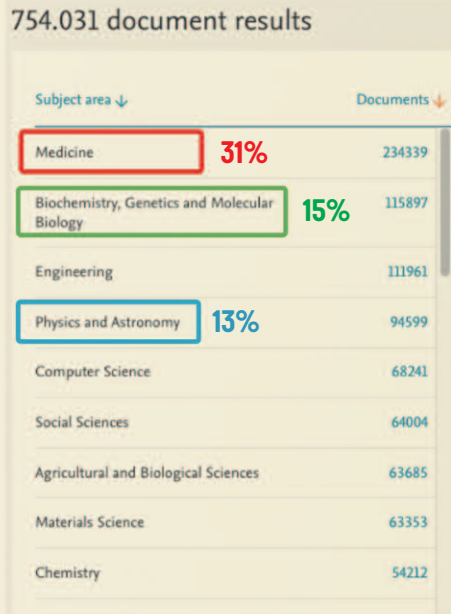 754.031 document results
Subject area ↓ Documents ↓
Medicine 31% 234339
Biochemistry, Genetics and Molecular 15% 115897
Biology
Engineering 111961
Physics and Astronomy 13% 94599
Computer Science 68241
Social Sciences 64004
Agricultural and Biological Sciences 63685
Materials Science 63353
Chemistry 54212